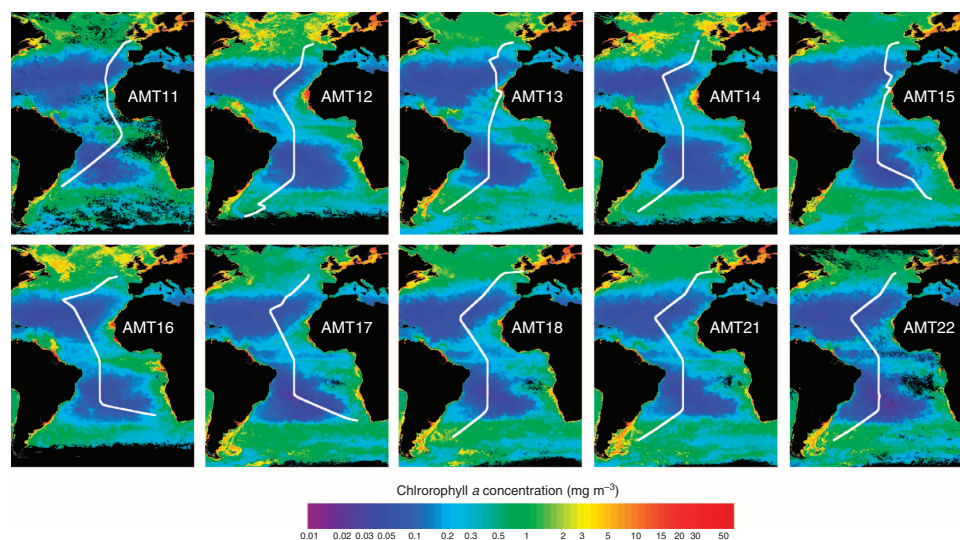 AMT11
AMT12
AMT13
AMT14
AMT15
AMT16
AMT17
AMT18
AMT21
AMT22
Chlrorophyll a concentration (mg m⁻³)
0.01 0.02 0.03 0.05 0.1 0.2 0.3 0.5 1 2 3 5 10 15 20 30 50